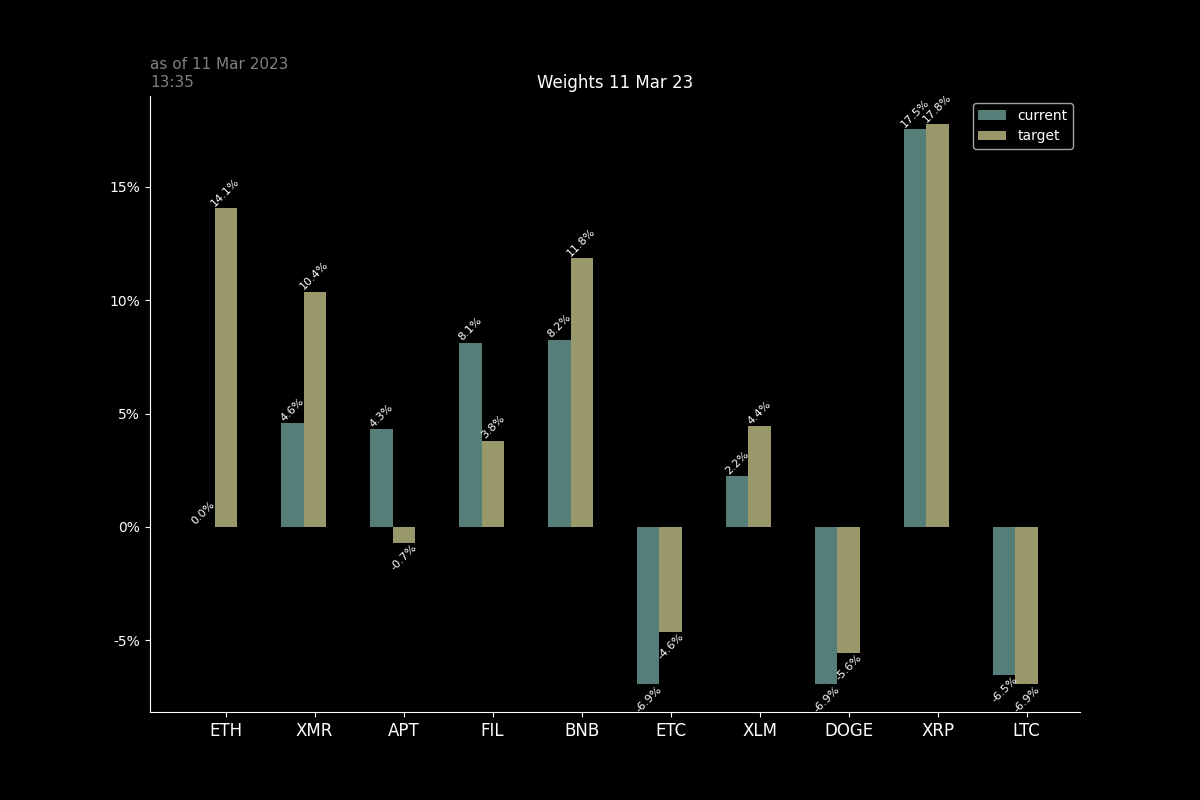 as of 11 Mar 2023
13:35
Weights 11 Mar 23
current
target
15%
10%
5%
0%
-5%
0.0%
14.1%
4.6%
10.4%
4.3%
-0.7%
8.1%
3.8%
8.2%
11.8%
-6.9%
-4.6%
2.2%
4.4%
-6.9%
-5.6%
17.5%
17.8%
-6.5%
-6.9%
ETH
XMR
APT
FIL
BNB
ETC
XLM
DOGE
XRP
LTC